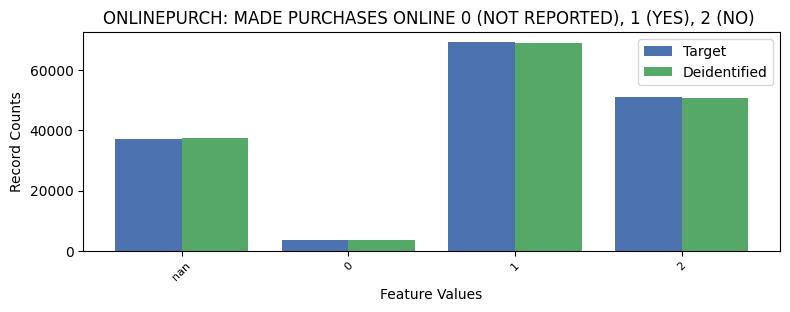 ONLINEPURCH: MADE PURCHASES ONLINE 0 (NOT REPORTED), 1 (YES), 2 (NO)
Target
Deidentified
Record Counts
60000
40000
20000
0
nan
0
1
2
Feature Values